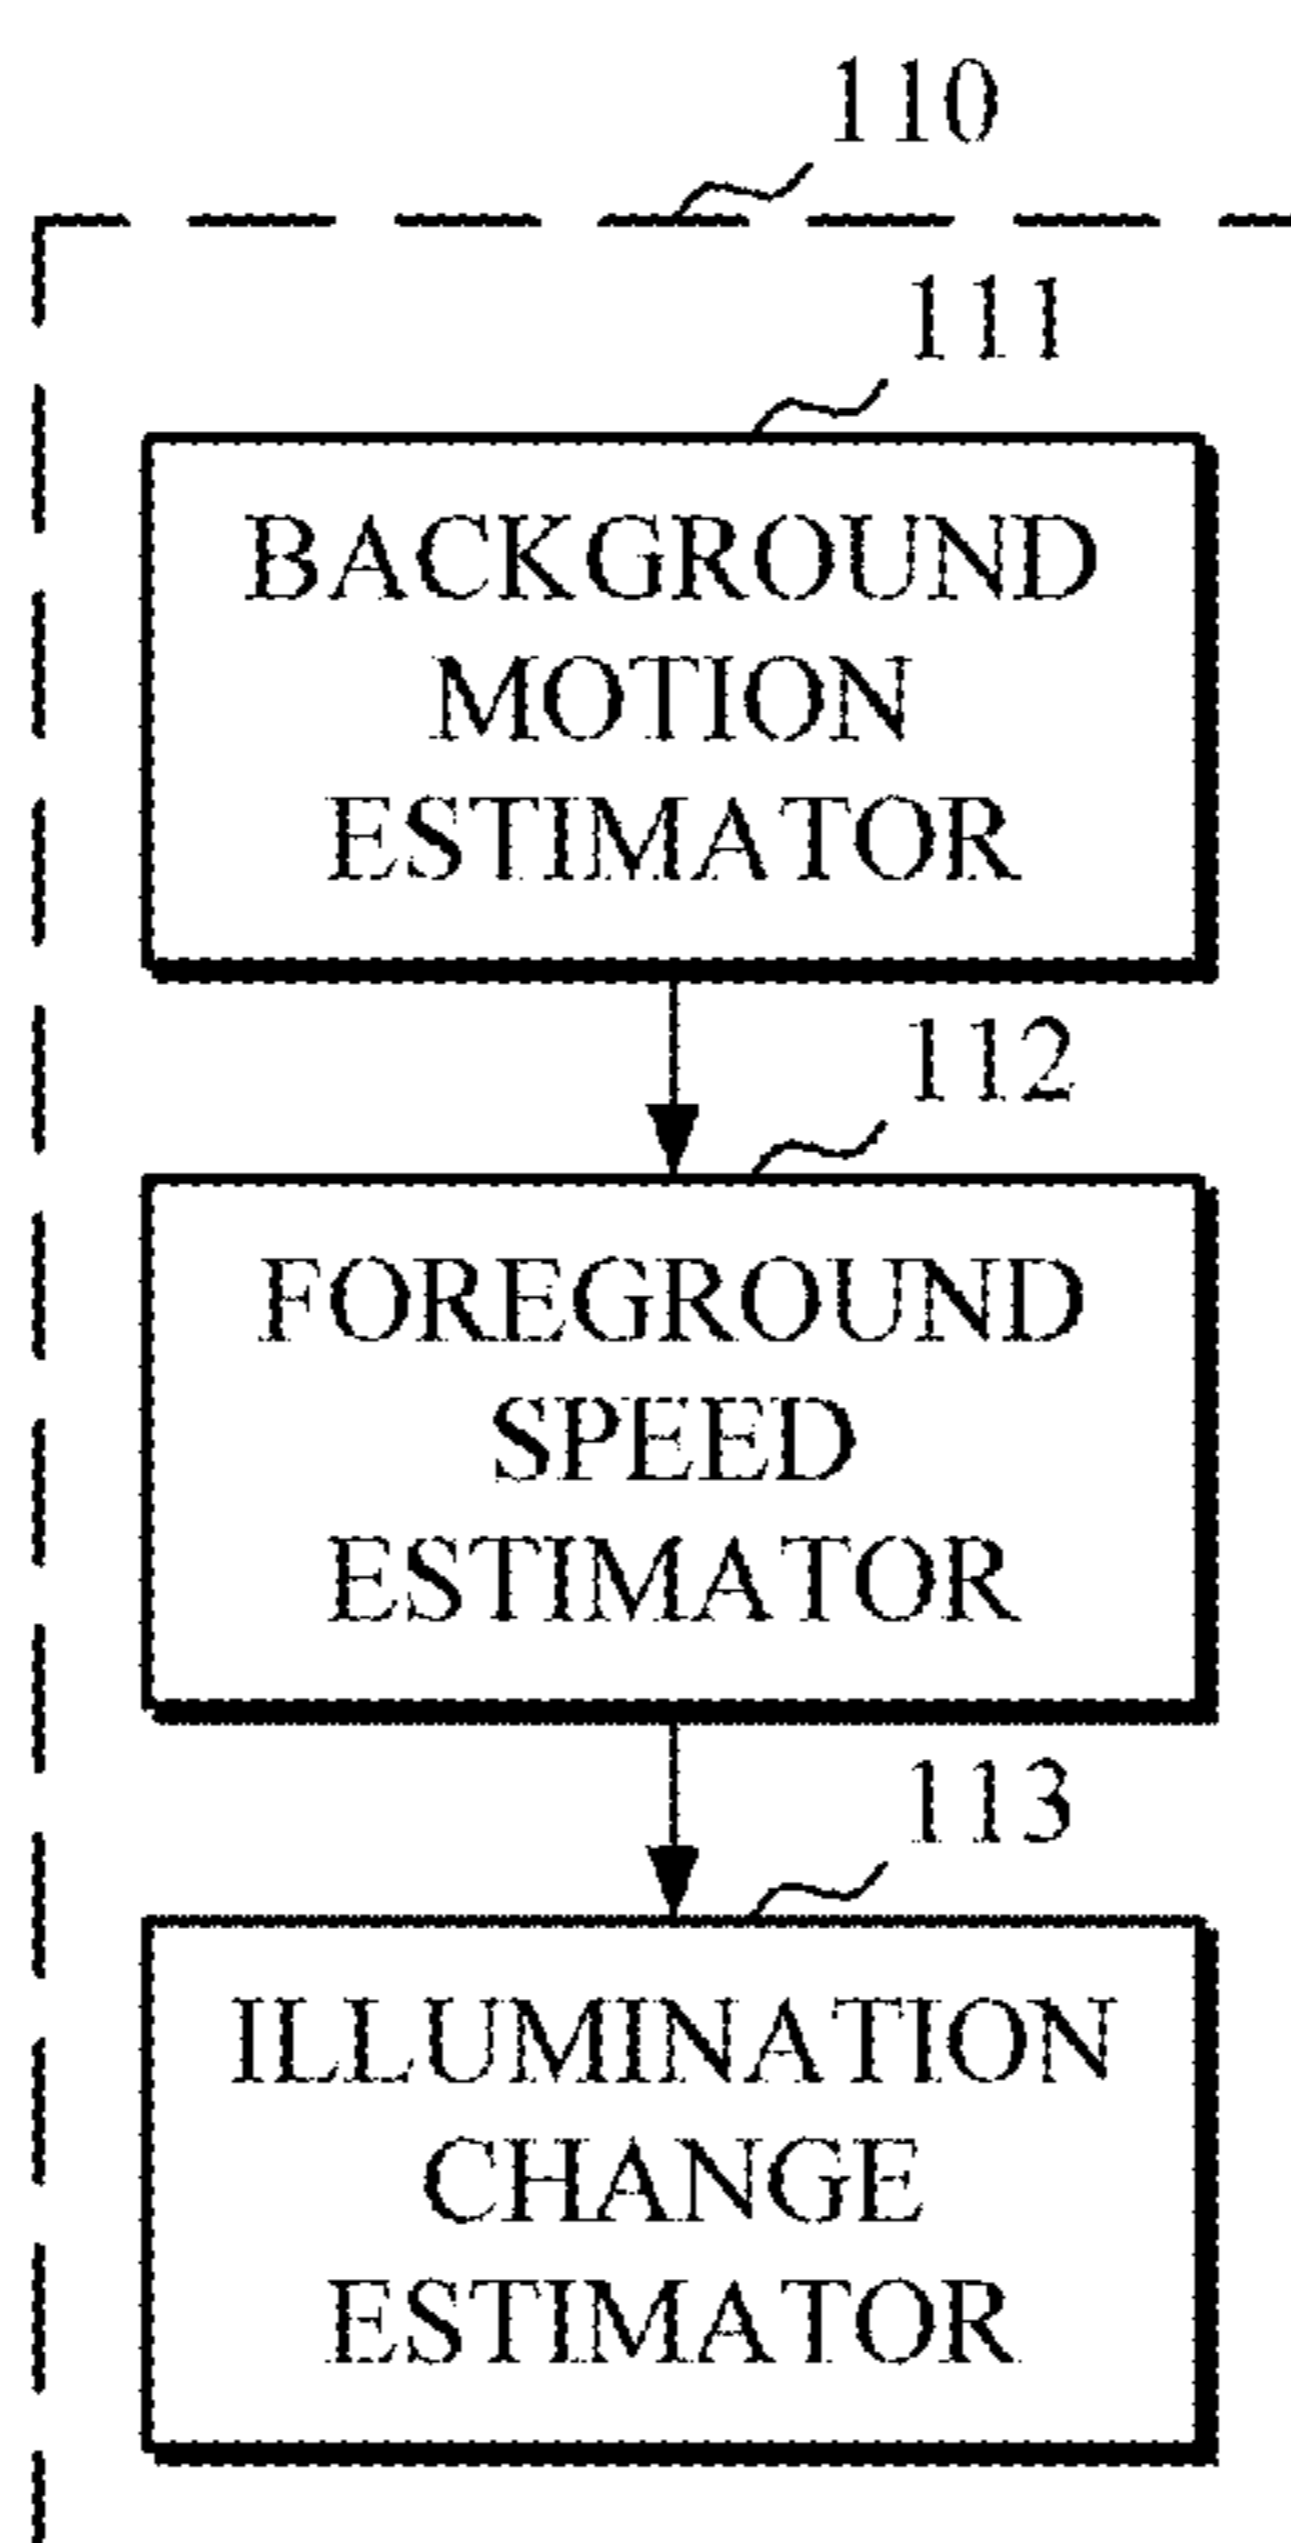 110
111
BACKGROUND
MOTION
ESTIMATOR
112
FOREGROUND
SPEED
ESTIMATOR
113
ILLUMINATION
CHANGE
ESTIMATOR